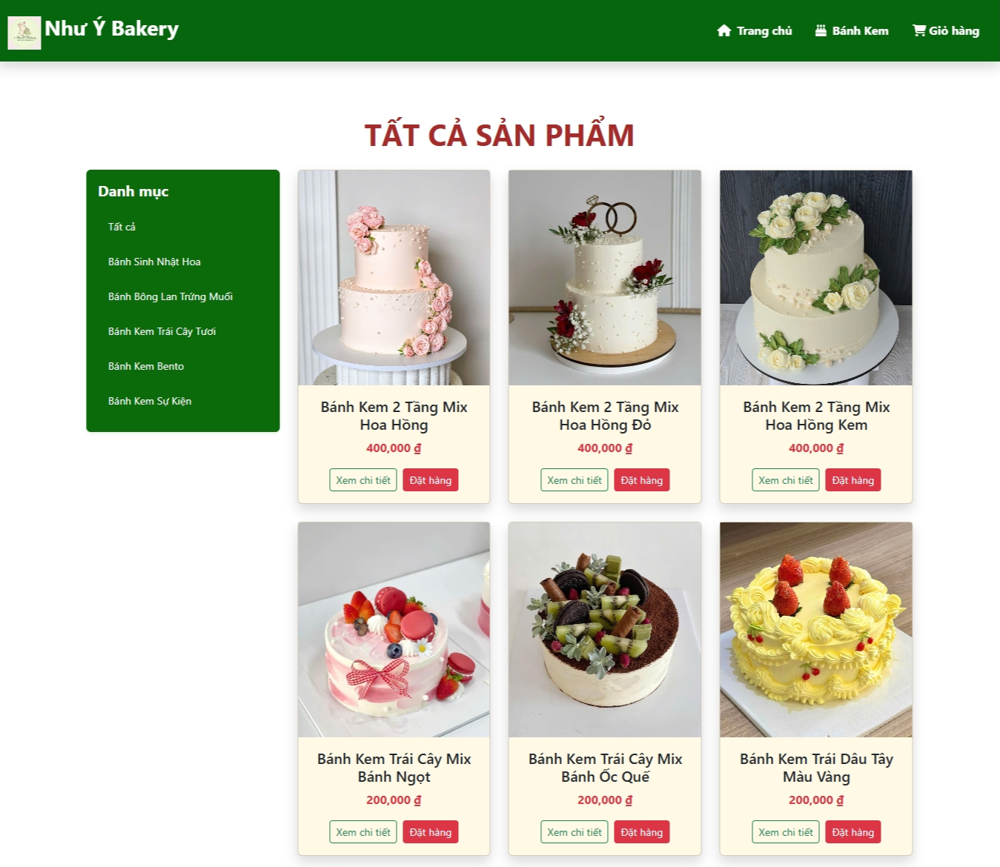 Như Ý Bakery
Trang chủ
Bánh Kem
Giỏ hàng
TẤT CẢ SẢN PHẨM
Danh mục
Tất cả
Bánh Sinh Nhật Hoa
Bánh Bông Lan Trứng Muối
Bánh Kem Trái Cây Tươi
Bánh Kem Bento
Bánh Kem Sự Kiện
Bánh Kem 2 Tầng Mix
Hoa Hồng
400,000 ₫
Xem chi tiết
Đặt hàng
Bánh Kem 2 Tầng Mix
Hoa Hồng Đỏ
400,000 ₫
Xem chi tiết
Đặt hàng
Bánh Kem 2 Tầng Mix
Hoa Hồng Kem
400,000 ₫
Xem chi tiết
Đặt hàng
Bánh Kem Trái Cây Mix
Bánh Ngọt
200,000 ₫
Xem chi tiết
Đặt hàng
Bánh Kem Trái Cây Mix
Bánh Ốc Quế
200,000 ₫
Xem chi tiết
Đặt hàng
Bánh Kem Trái Dâu Tây
Màu Vàng
200,000 ₫
Xem chi tiết
Đặt hàng